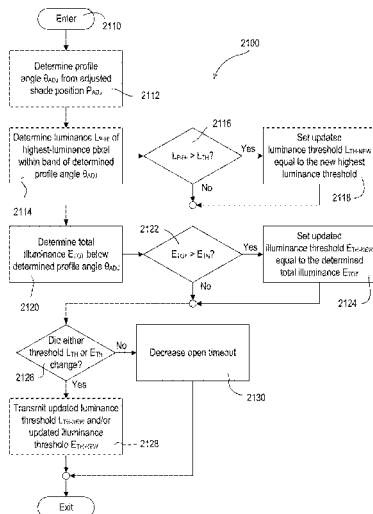 Enter
2110
2100
Determine profile
angle θADJ from adjusted
shade position PADJ
2112
Determine luminance LP-H
of highest-luminance pixel
within band of determined
profile angle θADJ
2114
2116
LP-H > LTH?
Yes
No
Set updated
luminance threshold LTH-NEW
equal to the new highest
luminance threshold
2118
Determine total
illuminance ETOT below
determined profile angle θADJ
2120
2122
ETOT > ETH?
Yes
No
Set updated
illuminance threshold ETH-NEW
equal to the determined
total illuminance ETOT
2124
Did either
threshold LTH or ETH
change?
2126
No
Yes
Decrease open timeout
2130
Transmit updated luminance
threshold LTH-NEW and/or
updated illuminance
threshold ETH-NEW
2128
Exit